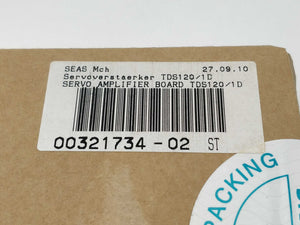 SEAS Mch 27.09.10
Servoverstaerker TDS120/1D
SERVO AMPLIFIER BOARD TDS120/1D
00321734-02 ST
PACKING